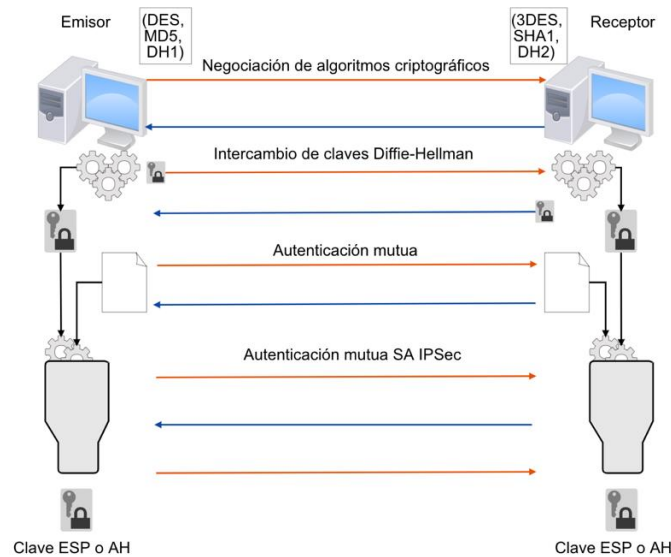 Emisor
(DES,
MD5,
DH1)
(3DES,
SHA1,
DH2)
Receptor
Negociación de algoritmos criptográficos
Intercambio de claves Diffie-Hellman
Autenticación mutua
Autenticación mutua SA IPSec
Clave ESP o AH
Clave ESP o AH